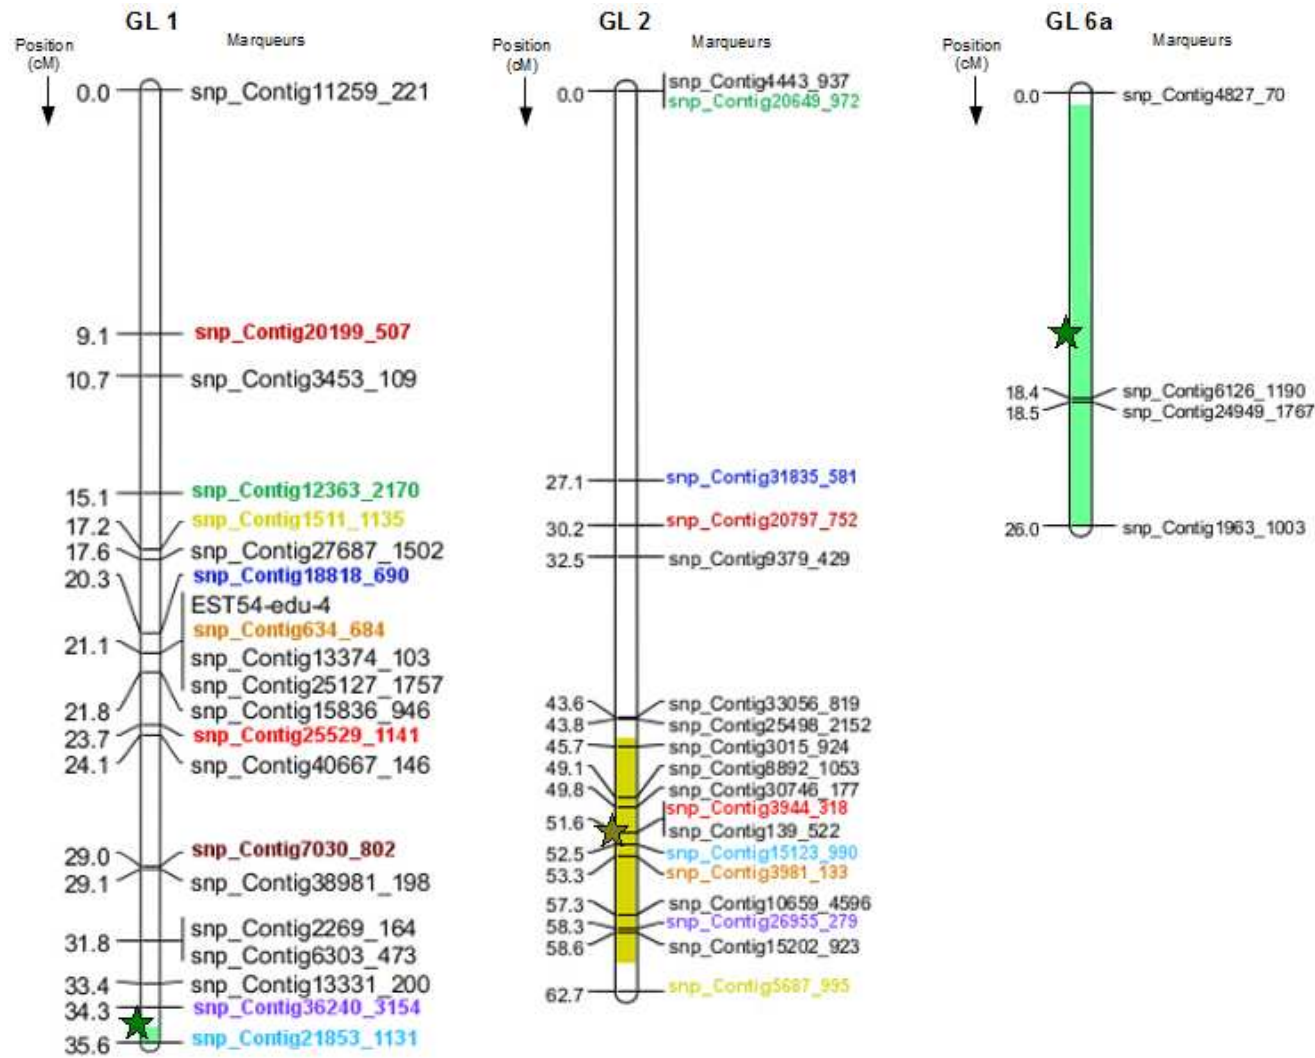 GL 1
Position
(cM)
Marqueurs
0.0 snp_Contig11259_221
9.1 snp_Contig20199_507
10.7 snp_Contig3453_109
15.1 snp_Contig12363_2170
17.2 snp_Contig1511_1135
17.6 snp_Contig27687_1502
20.3 snp_Contig18818_690
EST54-edu-4
snp_Contig634_684
21.1 snp_Contig13374_103
snp_Contig25127_1757
21.8 snp_Contig15836_946
23.7 snp_Contig25529_1141
24.1 snp_Contig40667_146
29.0 snp_Contig7030_802
29.1 snp_Contig38981_198
snp_Contig2269_164
31.8
snp_Contig6303_473
33.4 snp_Contig13331_200
34.3 snp_Contig36240_3154
35.6 snp_Contig21853_1131
GL 2
Position
(cM)
Marqueurs
snp_Contig4443_937
0.0
snp_Contig20649_972
27.1 snp_Contig31835_581
30.2 snp_Contig20797_752
32.5 snp_Contig9379_429
43.6 snp_Contig33056_819
43.8 snp_Contig25498_2152
45.7 snp_Contig3015_924
49.1 snp_Contig8892_1053
49.8 snp_Contig30746_177
snp_Contig3944_318
51.6 snp_Contig139_522
52.5 snp_Contig15123_990
53.3 snp_Contig3981_133
57.3 snp_Contig10659_4596
58.3 snp_Contig26955_279
58.6 snp_Contig15202_923
62.7 snp_Contig5687_995
GL 6a
Position
(cM)
Marqueurs
0.0 snp_Contig4827_70
18.4 snp_Contig6126_1190
18.5 snp_Contig24949_1767
26.0 snp_Contig1963_1003